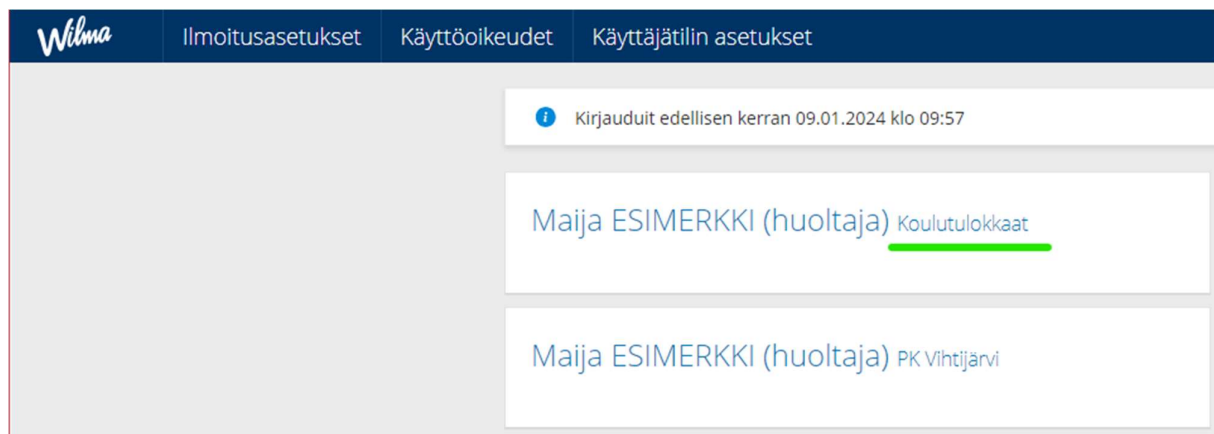 Wilma Ilmoitusasetukset Käyttöoikeudet Käyttäjätilin asetukset
Kirjauduit edellisen kerran 09.01.2024 klo 09:57
Maija ESIMERKKI (huoltaja) Koulutulokkaat
Maija ESIMERKKI (huoltaja) PK Vihtijärvi